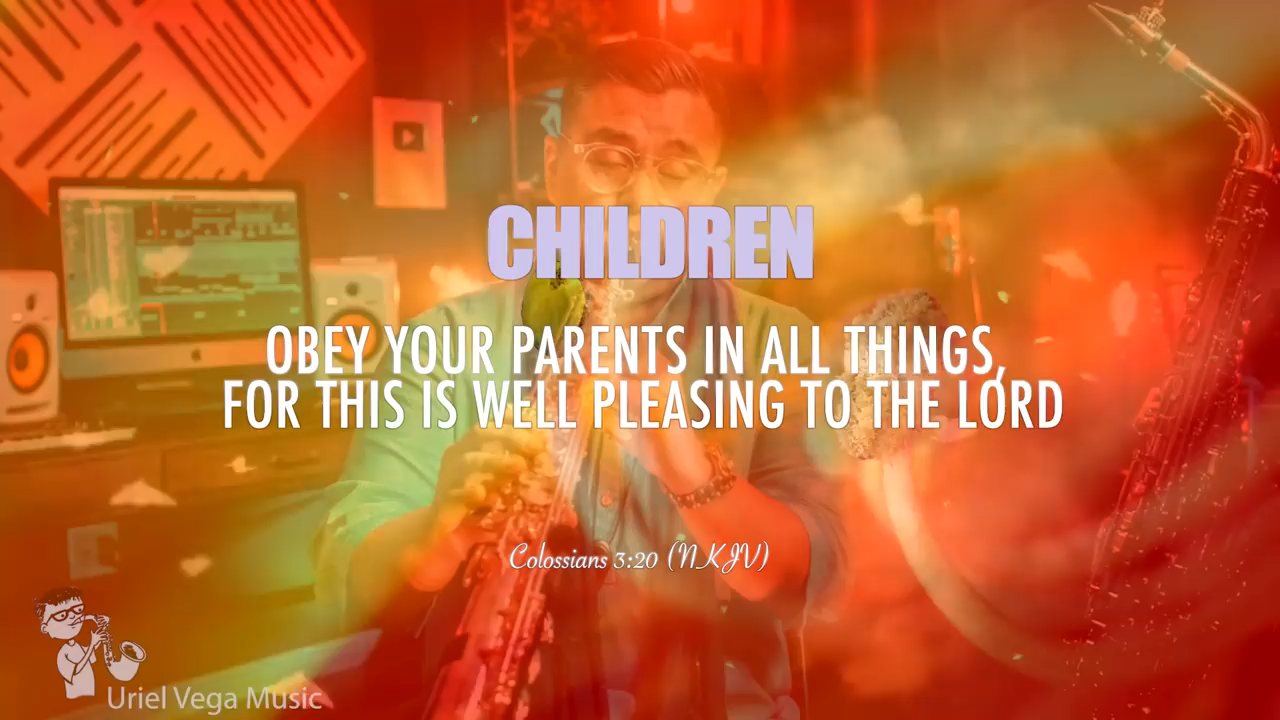 CHILDREN
OBEY YOUR PARENTS IN ALL THINGS,
FOR THIS IS WELL PLEASING TO THE LORD
Colossians 3:20 (NKJV)
Uriel Vega Music